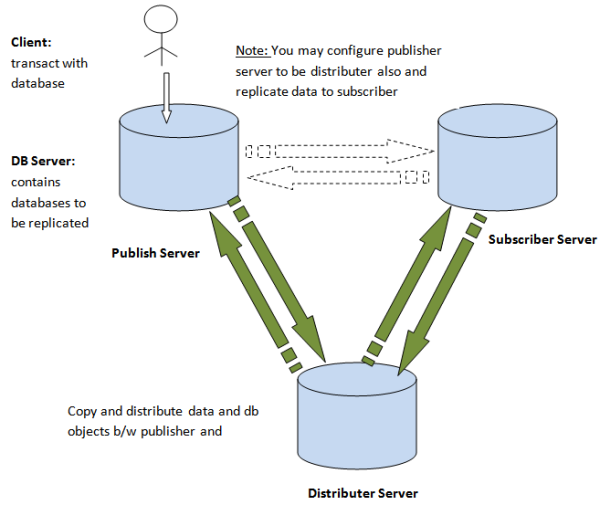 Client:
transact with
database
Note: You may configure publisher
server to be distributer also and
replicate data to subscriber
DB Server:
contains
databases to
be replicated
Publish Server
Subscriber Server
Copy and distribute data and db
objects b/w publisher and
Distributer Server